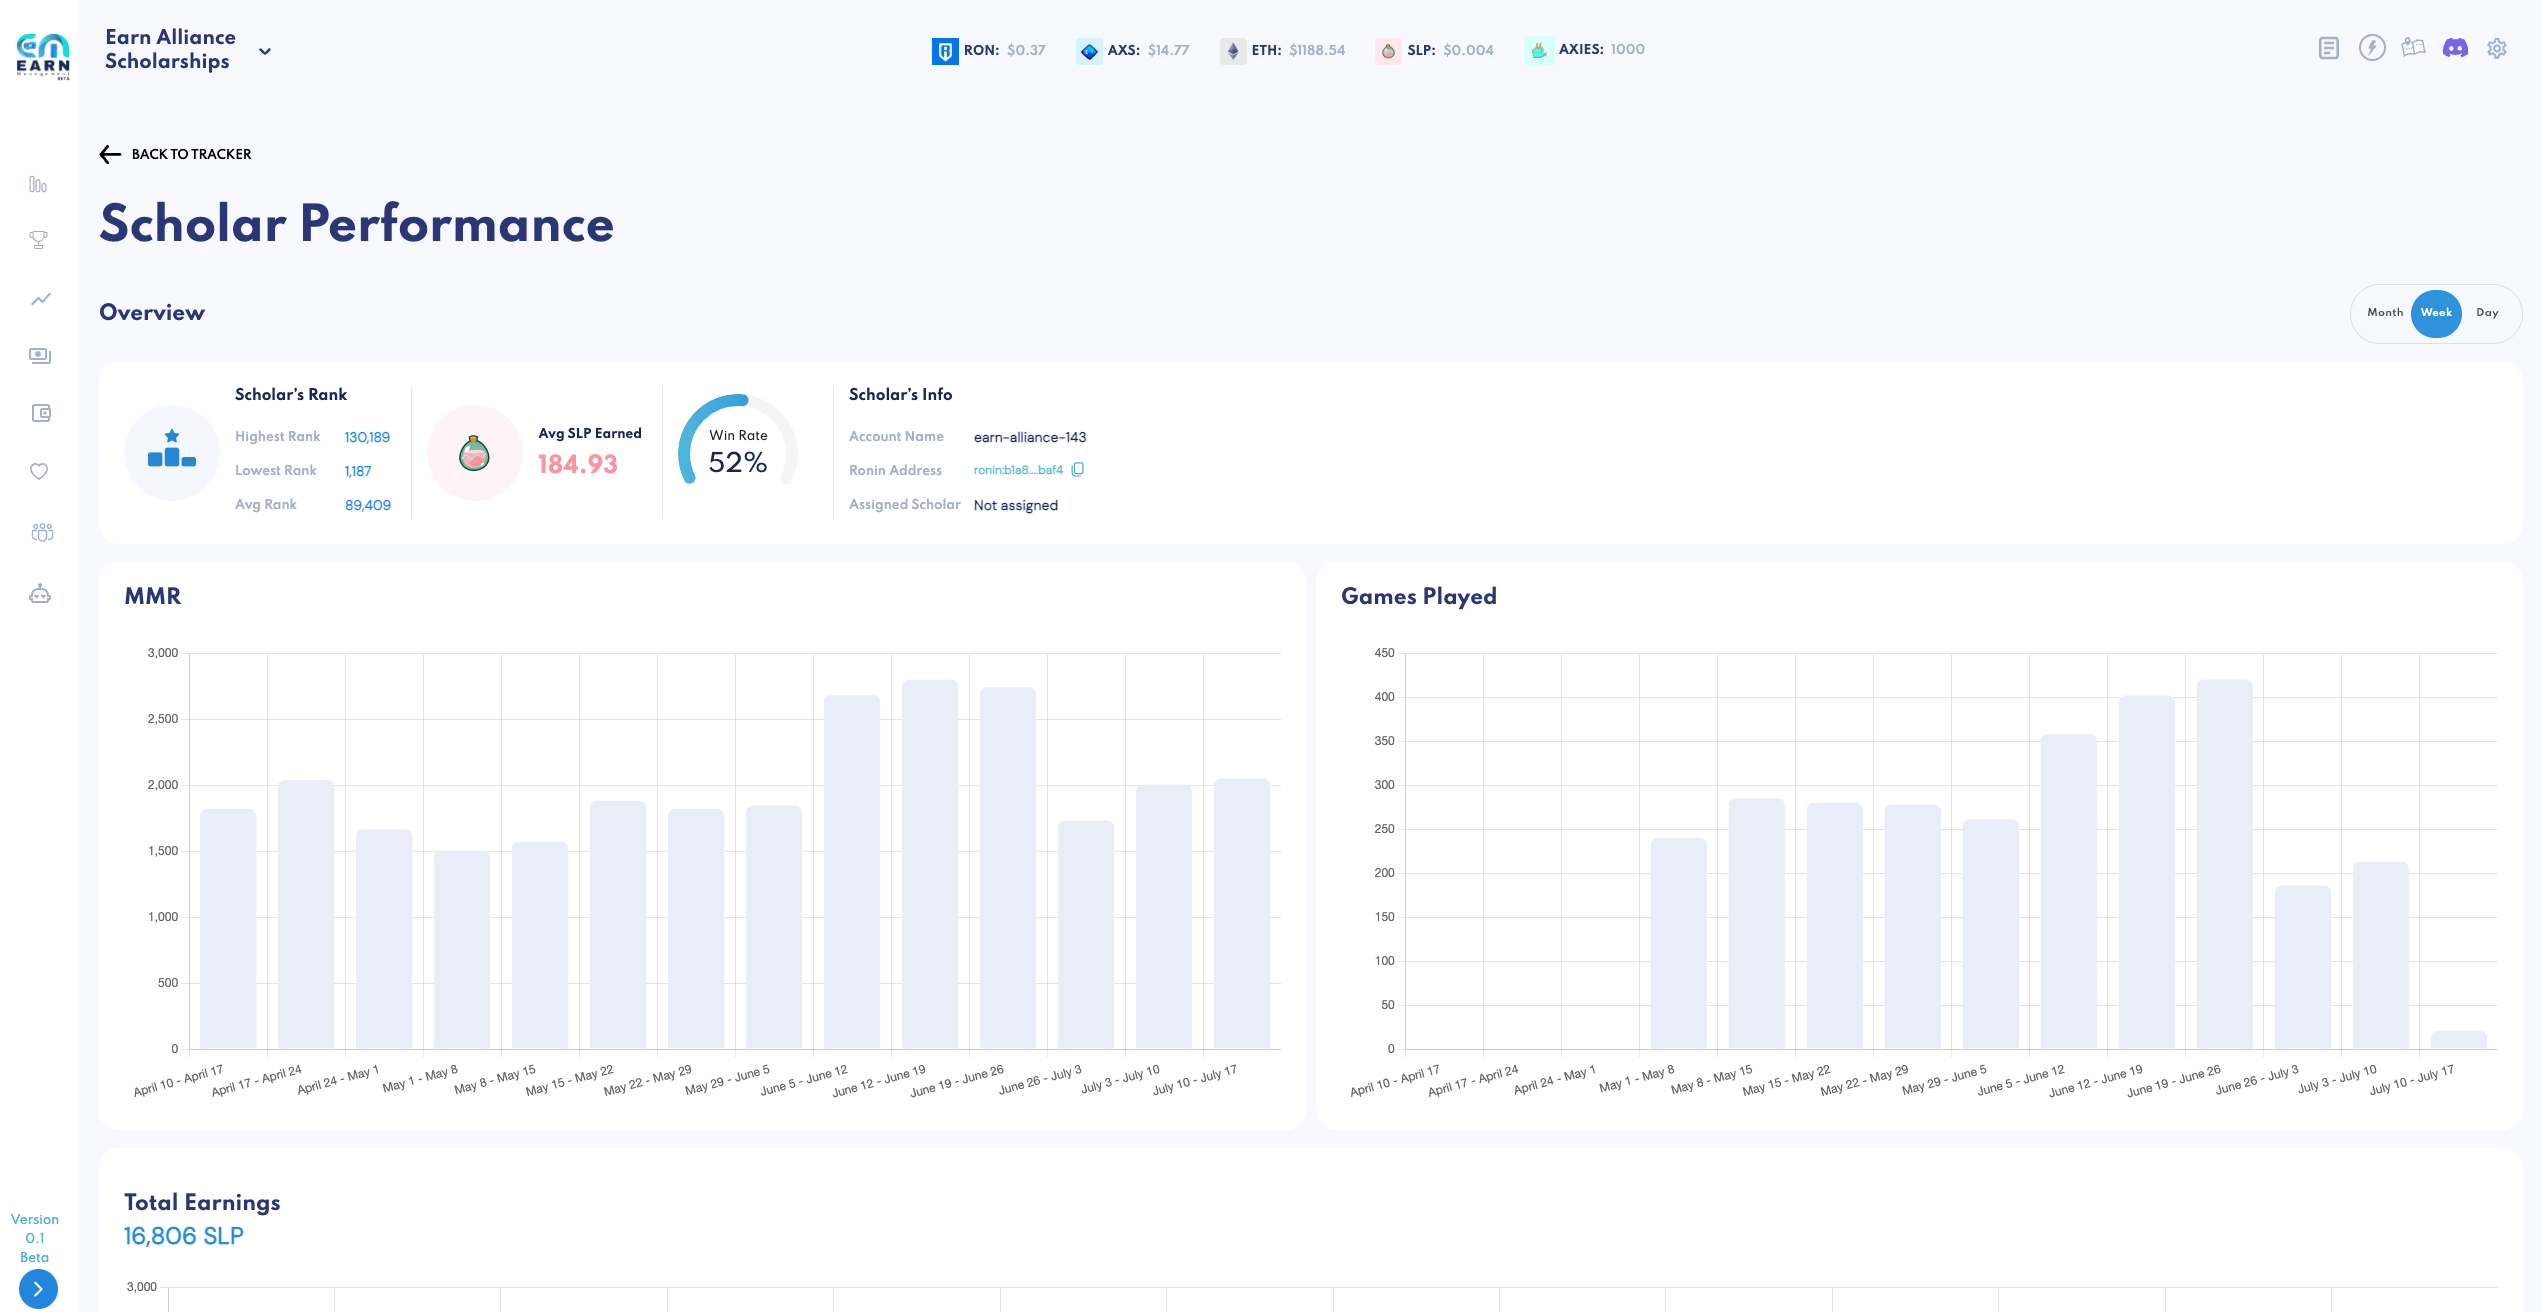 EARN
Management
BETA
Earn Alliance
Scholarships
RON: $0.37
AXS: $14.77
ETH: $1188.54
SLP: $0.004
AXIES: 1000
BACK TO TRACKER
Scholar Performance
Overview
Month Week Day
Scholar's Rank
Highest Rank 130,189
Lowest Rank 1,187
Avg Rank 89,409
Avg SLP Earned
184.93
Win Rate
52%
Scholar's Info
Account Name earn-alliance-143
Ronin Address ronin:b1a8....baf4
Assigned Scholar Not assigned
MMR
3,000
2,500
2,000
1,500
1,000
500
0
April 10 - April 17
April 17 - April 24
April 24 - May 1
May 1 - May 8
May 8 - May 15
May 15 - May 22
May 22 - May 29
May 29 - June 5
June 5 - June 12
June 12 - June 19
June 19 - June 26
June 26 - July 3
July 3 - July 10
July 10 - July 17
Games Played
450
400
350
300
250
200
150
100
50
0
April 10 - April 17
April 17 - April 24
April 24 - May 1
May 1 - May 8
May 8 - May 15
May 15 - May 22
May 22 - May 29
May 29 - June 5
June 5 - June 12
June 12 - June 19
June 19 - June 26
June 26 - July 3
July 3 - July 10
July 10 - July 17
Total Earnings
16,806 SLP
3,000
Version
0.1
Beta